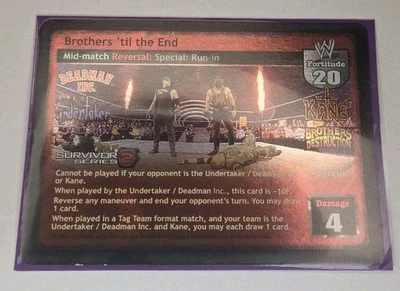 Brothers 'til the End
Mid-match Reversal: Special: Run-in
W
Fortitude
20
DEADMAN INC.
Undertaker
KANE
BROTHERS OF DESTRUCTION
SURVIVOR SERIES 2
Cannot be played if your opponent is the Undertaker /
or Kane.
When played by the Undertaker / Deadman Inc., this card is -10F.
Reverse any maneuver and end your opponent's turn. You may draw
1 card.
When played in a Tag Team format match, and your team is the
Undertaker / Deadman Inc. and Kane, you may each draw 1 card.
Damage
4